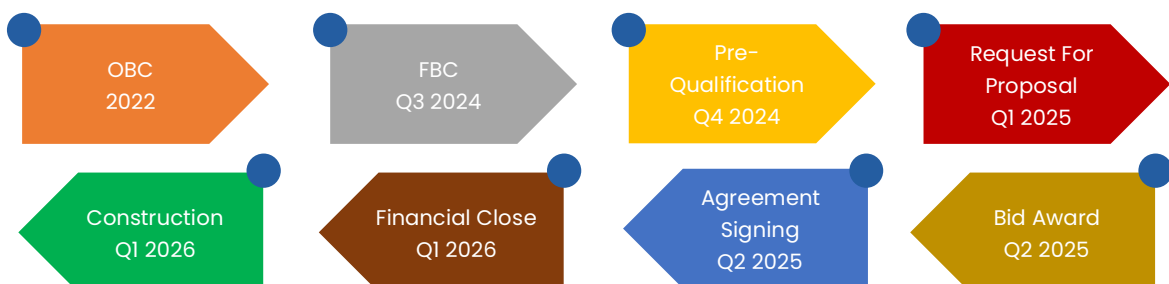 OBC
2022
FBC
Q3 2024
Pre-
Qualification
Q4 2024
Request For
Proposal
Q1 2025
Bid Award
Q2 2025
Agreement
Signing
Q2 2025
Financial Close
Q1 2026
Construction
Q1 2026